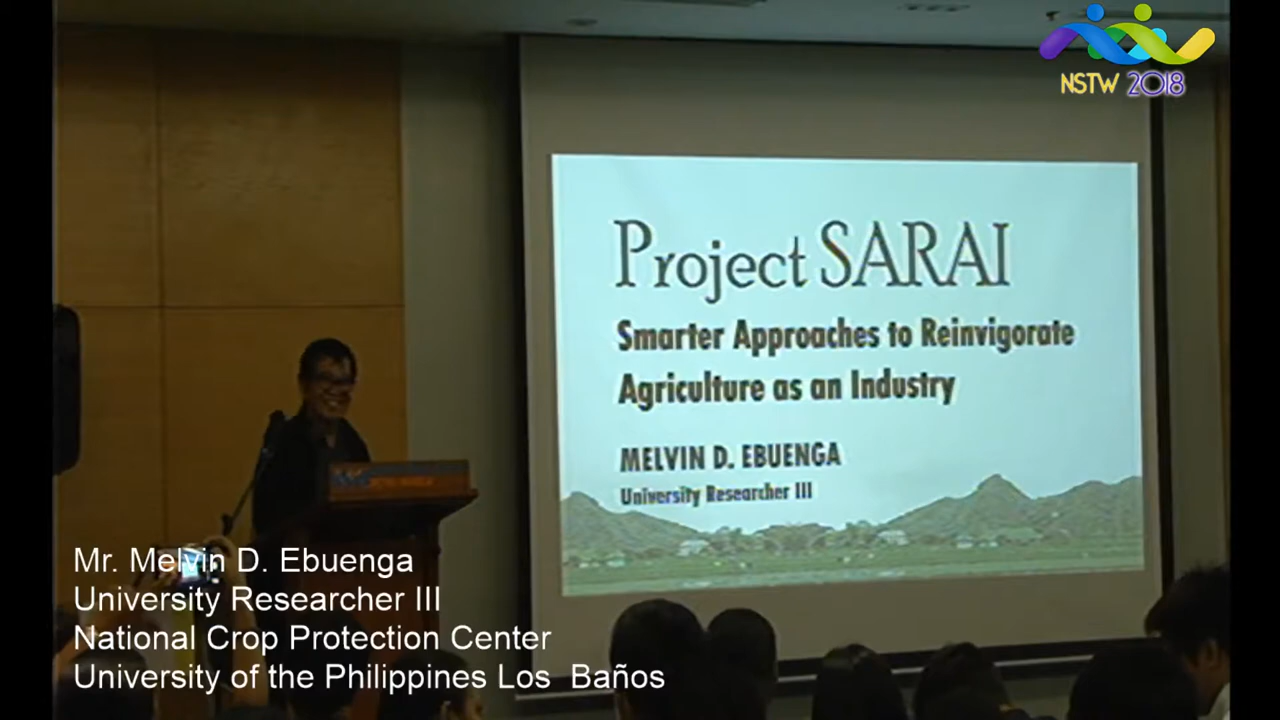 NSTW 2018
Project SARAI
Smarter Approaches to Reinvigorate
Agriculture as an Industry
MELVIN D. EBUENGA
University Researcher III
Mr. Melvin D. Ebuenga
University Researcher III
National Crop Protection Center
University of the Philippines Los Baños